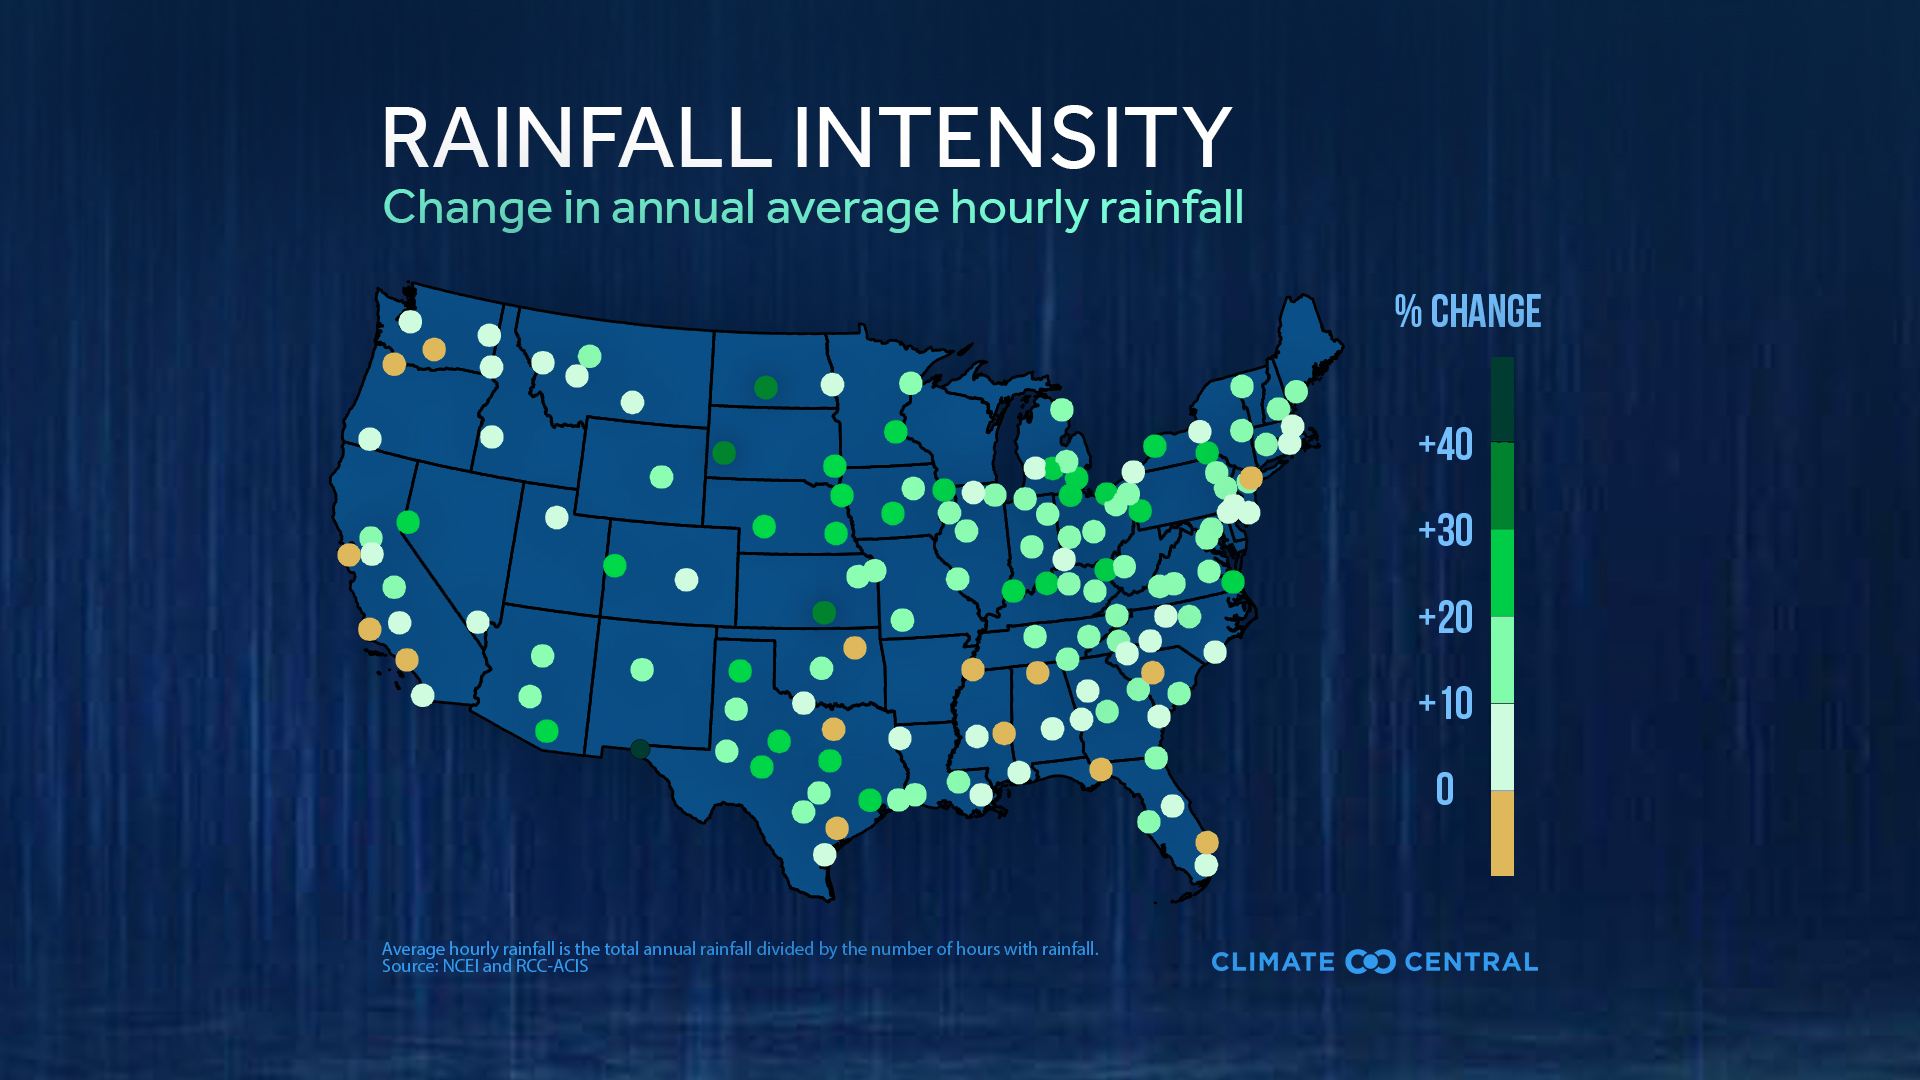 RAINFALL INTENSITY
Change in annual average hourly rainfall
% CHANGE
+40
+30
+20
+10
0
Average hourly rainfall is the total annual rainfall divided by the number of hours with rainfall.
Source: NCEI and RCC-ACIS
CLIMATE CENTRAL